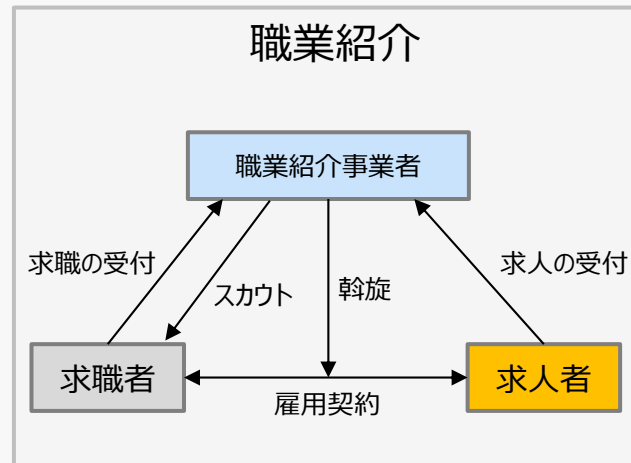 職業紹介
職業紹介事業者
求職の受付
スカウト
斡旋
求人の受付
求職者
雇用契約
求人者